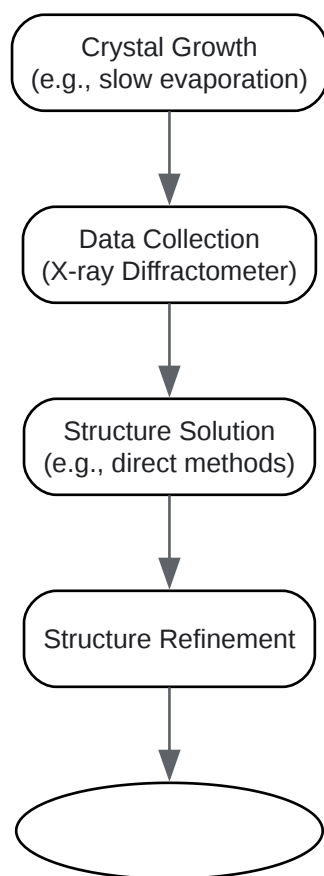 Crystal Growth
(e.g., slow evaporation)
Data Collection
(X-ray Diffractometer)
Structure Solution
(e.g., direct methods)
Structure Refinement